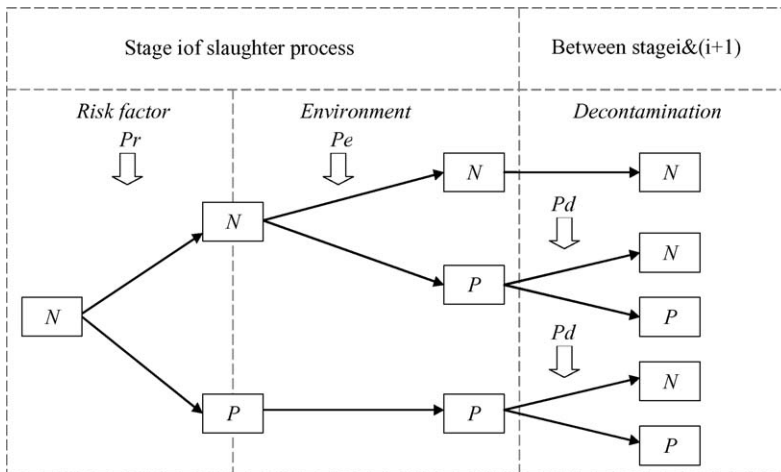 Stage iof slaughter process
Between stagei&(i+1)
Risk factor
Environment
Decontamination
Pr
Pe
N
N
N
Pd
N
N
P
N
P
Pd
N
P
P
P